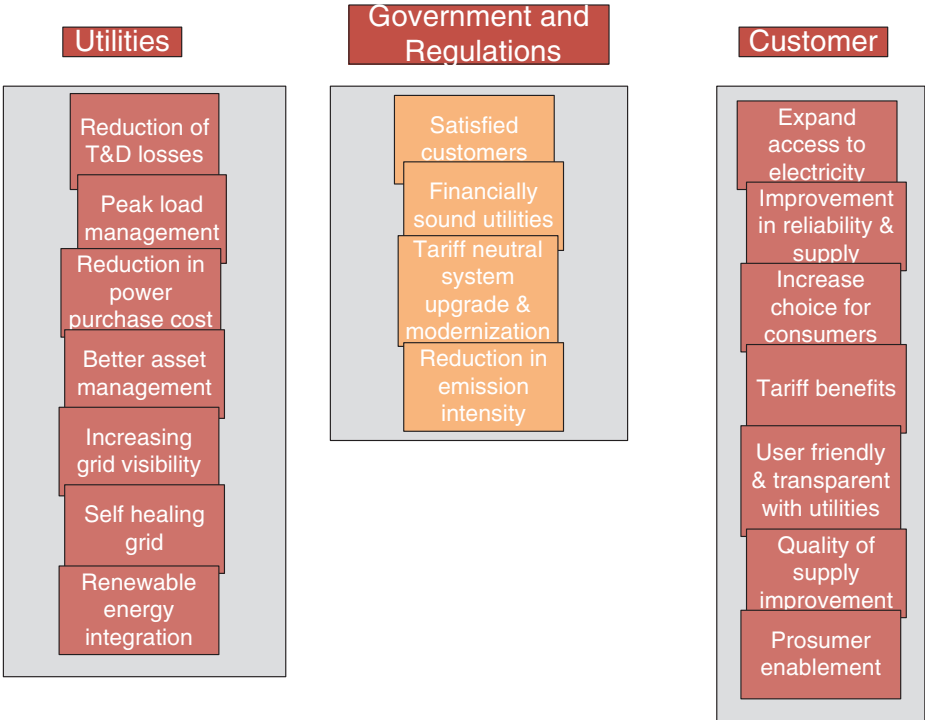 Utilities
Reduction of
T&D losses
Peak load
management
Reduction in
power
purchase cost
Better asset
management
Increasing
grid visibility
Self healing
grid
Renewable
energy
integration
Government and
Regulations
Satisfied
customers
Financially
sound utilities
Tariff neutral
system
upgrade &
modernization
Reduction in
emission
intensity
Customer
Expand
access to
electricity
Improvement
in reliability &
supply
Increase
choice for
consumers
Tariff benefits
User friendly
& transparent
with utilities
Quality of
supply
improvement
Prosumer
enablement